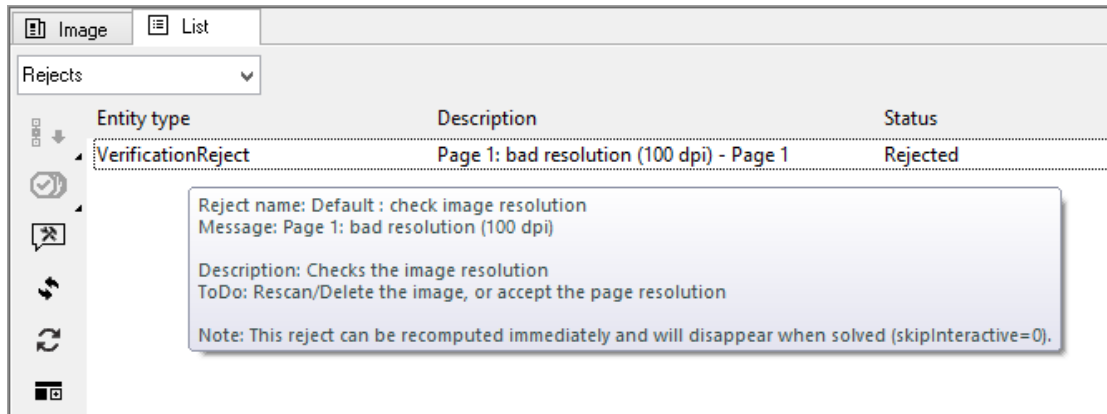 Image
List
Rejects
Entity type Description Status
VerificationReject Page 1: bad resolution (100 dpi) - Page 1 Rejected
Reject name: Default : check image resolution
Message: Page 1: bad resolution (100 dpi)
Description: Checks the image resolution
ToDo: Rescan/Delete the image, or accept the page resolution
Note: This reject can be recomputed immediately and will disappear when solved (skipInteractive=0).